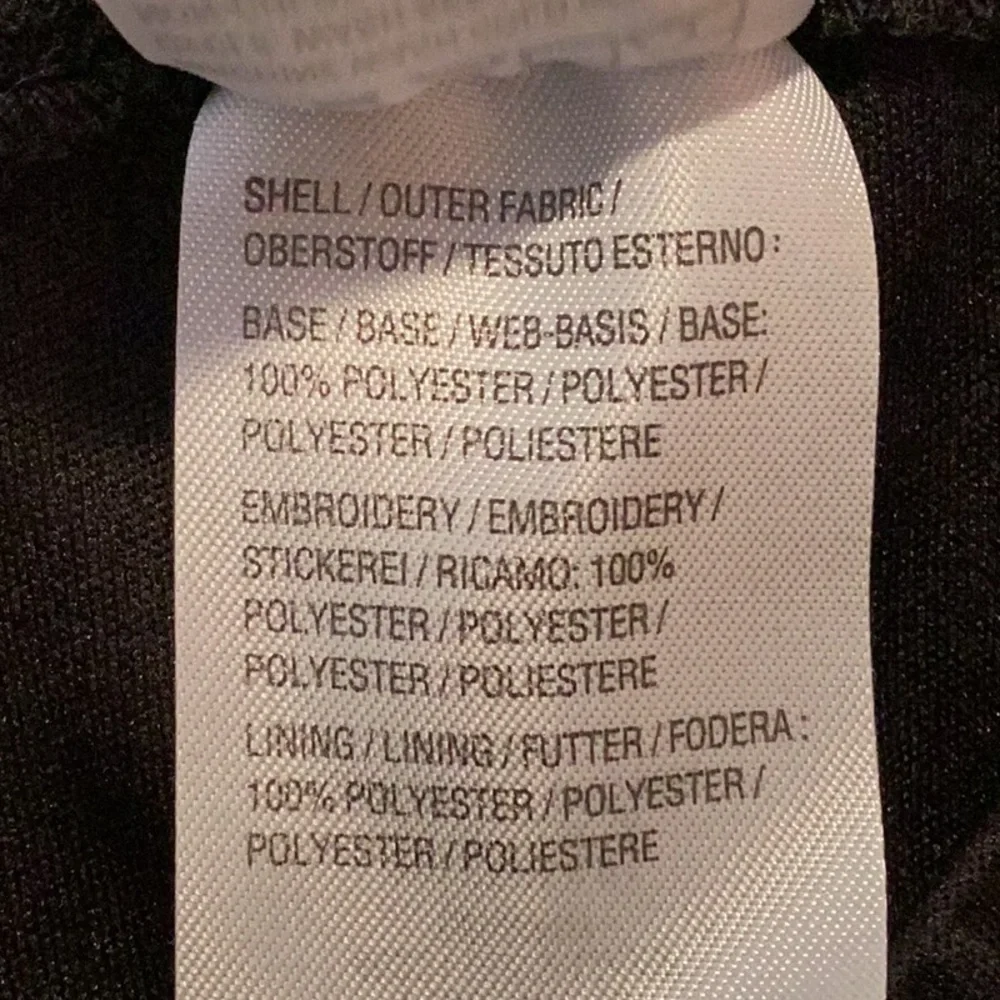 SHELL / OUTER FABRIC /
OBERSTOFF / TESSUTO ESTERNO :
BASE / BASE / WEB-BASIS / BASE:
100% POLYESTER / POLYESTER /
POLYESTER / POLIESTERE
EMBROIDERY / EMBROIDERY /
STICKEREI / RICAMO: 100%
POLYESTER / POLYESTER /
POLYESTER / POLIESTERE
LINING / LINING / FUTTER / FODERA :
100% POLYESTER / POLYESTER /
POLYESTER / POLIESTERE